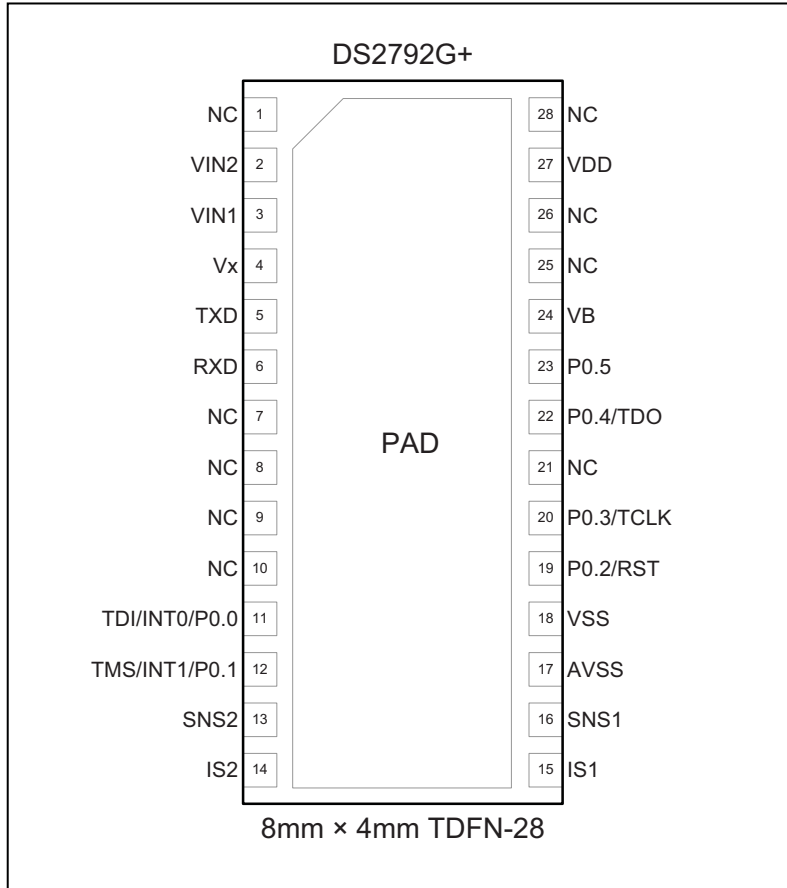 DS2792G+
NC 1 28 NC
VIN2 2 27 VDD
VIN1 3 26 NC
Vx 4 25 NC
TXD 5 24 VB
RXD 6 23 P0.5
NC 7 22 P0.4/TDO
PAD
NC 8 21 NC
NC 9 20 P0.3/TCLK
NC 10 19 P0.2/RST
TDI/INT0/P0.0 11 18 VSS
TMS/INT1/P0.1 12 17 AVSS
SNS2 13 16 SNS1
IS2 14 15 IS1
8mm × 4mm TDFN-28